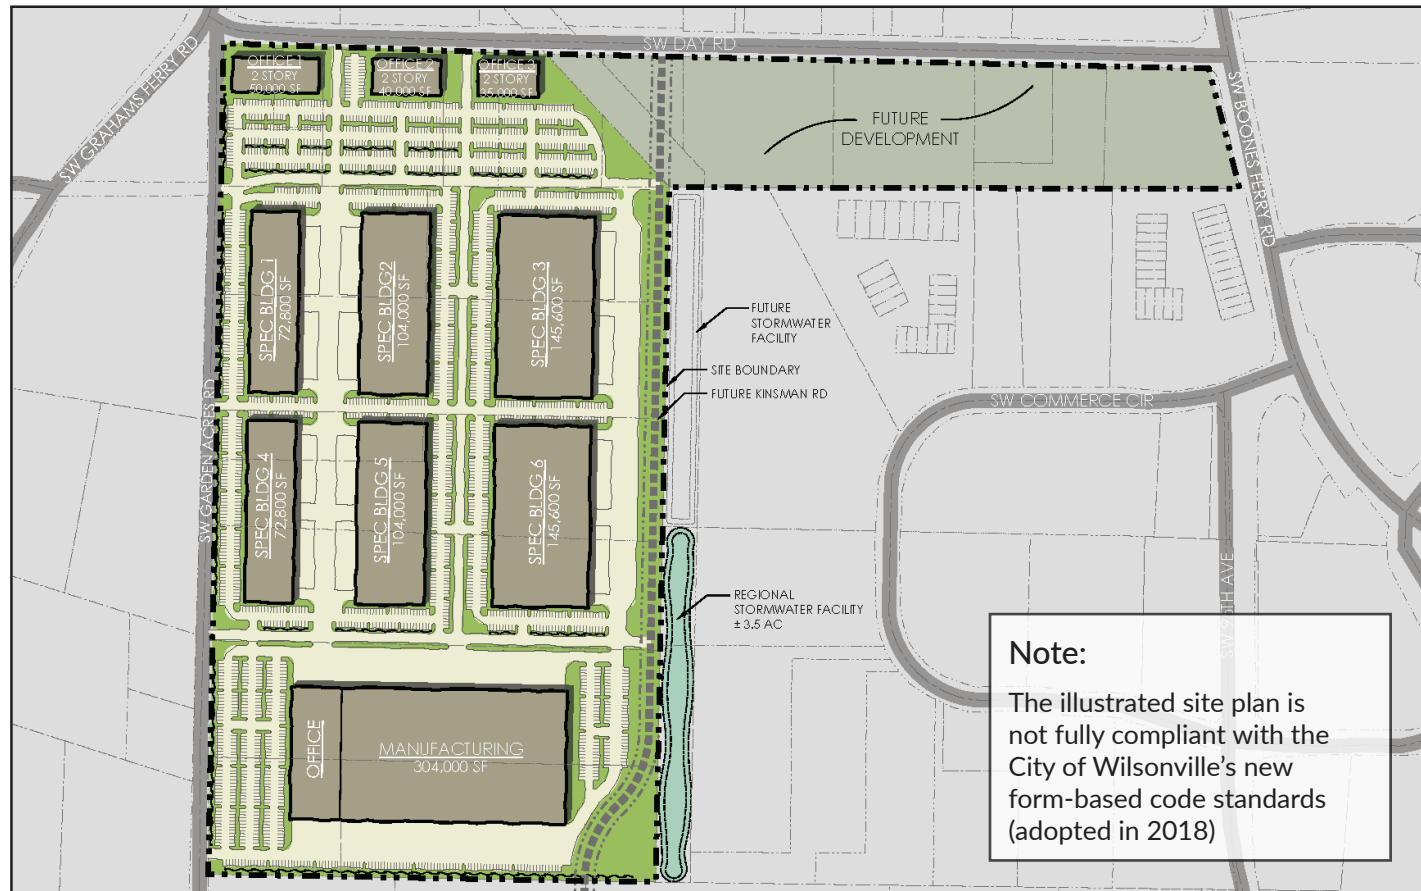 SW DAY RD
SW GRAHAMS FERRY RD
OFFICE 1
2 STORY
50,000 SF
OFFICE 2
2 STORY
40,000 SF
OFFICE 3
2 STORY
35,000 SF
FUTURE
DEVELOPMENT
SW BOONES FERRY RD
SPEC BLDG 1
72,800 SF
SPEC BLDG2
104,000 SF
SPEC BLDG 3
145,600 SF
FUTURE
STORMWATER
FACILITY
SITE BOUNDARY
FUTURE KINSMAN RD
SW COMMERCE CIR
SW GARDEN ACRES RD
SPEC BLDG 4
72,800 SF
SPEC BLDG 5
104,000 SF
SPEC BLDG 6
145,600 SF
REGIONAL
STORMWATER FACILITY
± 3.5 AC
AVE
OFFICE
MANUFACTURING
304,000 SF
Note:
The illustrated site plan is
not fully compliant with the
City of Wilsonville’s new
form-based code standards
(adopted in 2018)